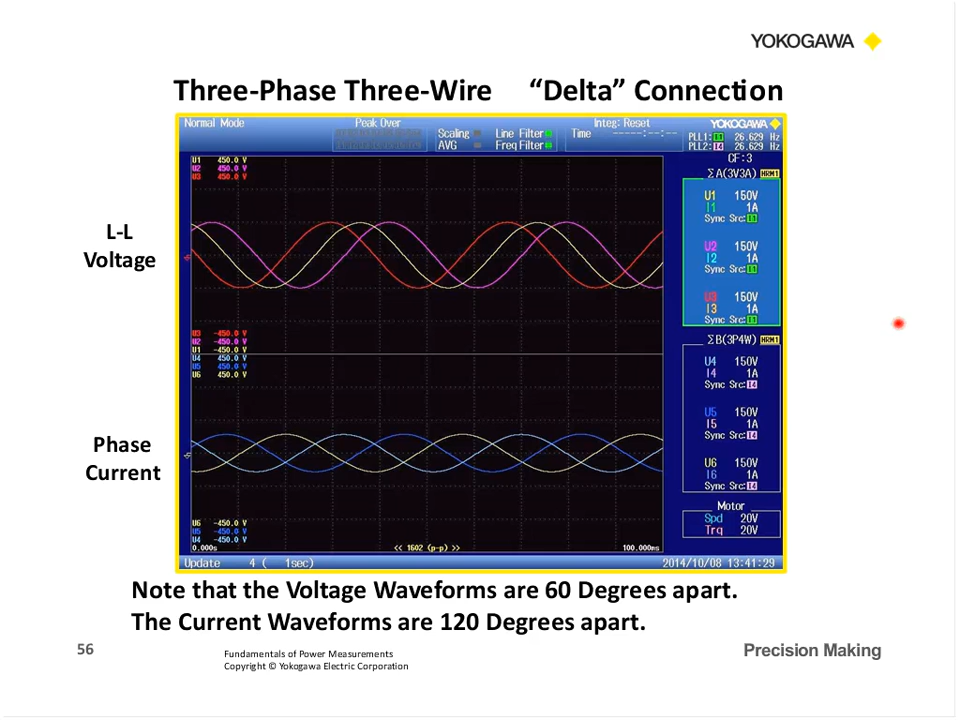 YOKOGAWA
Three-Phase Three-Wire “Delta” Connection
Normal Mode
Peak Over
Scaling
AVG
Line Filter
Freq Filter
Integ: Reset
Time -----:--:--
YOKOGAWA
PLL1: 26.629 Hz
PLL2: I4 26.629 Hz
CF:3
U1 450.0 V
U2 450.0 V
U3 450.0 V
ΣA(3V3A) HRM1
U1 150V
I1 1A
Sync Src:
U2 150V
I2 1A
Sync Src:
U3 150V
I3 1A
Sync Src:
L-L
Voltage
U3 -450.0 V
U2 -450.0 V
U1 -450.0 V
U4 450.0 V
U5 450.0 V
U6 450.0 V
ΣB(3P4W) HRM1
U4 150V
I4 1A
Sync Src:I4
U5 150V
I5 1A
Sync Src:I4
U6 150V
I6 1A
Sync Src:I4
Phase
Current
Motor
Spd 20V
Trq 20V
U6 -450.0 V
U5 -450.0 V
U4 -450.0 V
0.000s << 1602 (p-p) >> 100.000ms
Update 4 ( 1sec) 2014/10/08 13:41:29
Note that the Voltage Waveforms are 60 Degrees apart.
The Current Waveforms are 120 Degrees apart.
56
Fundamentals of Power Measurements
Copyright © Yokogawa Electric Corporation
Precision Making